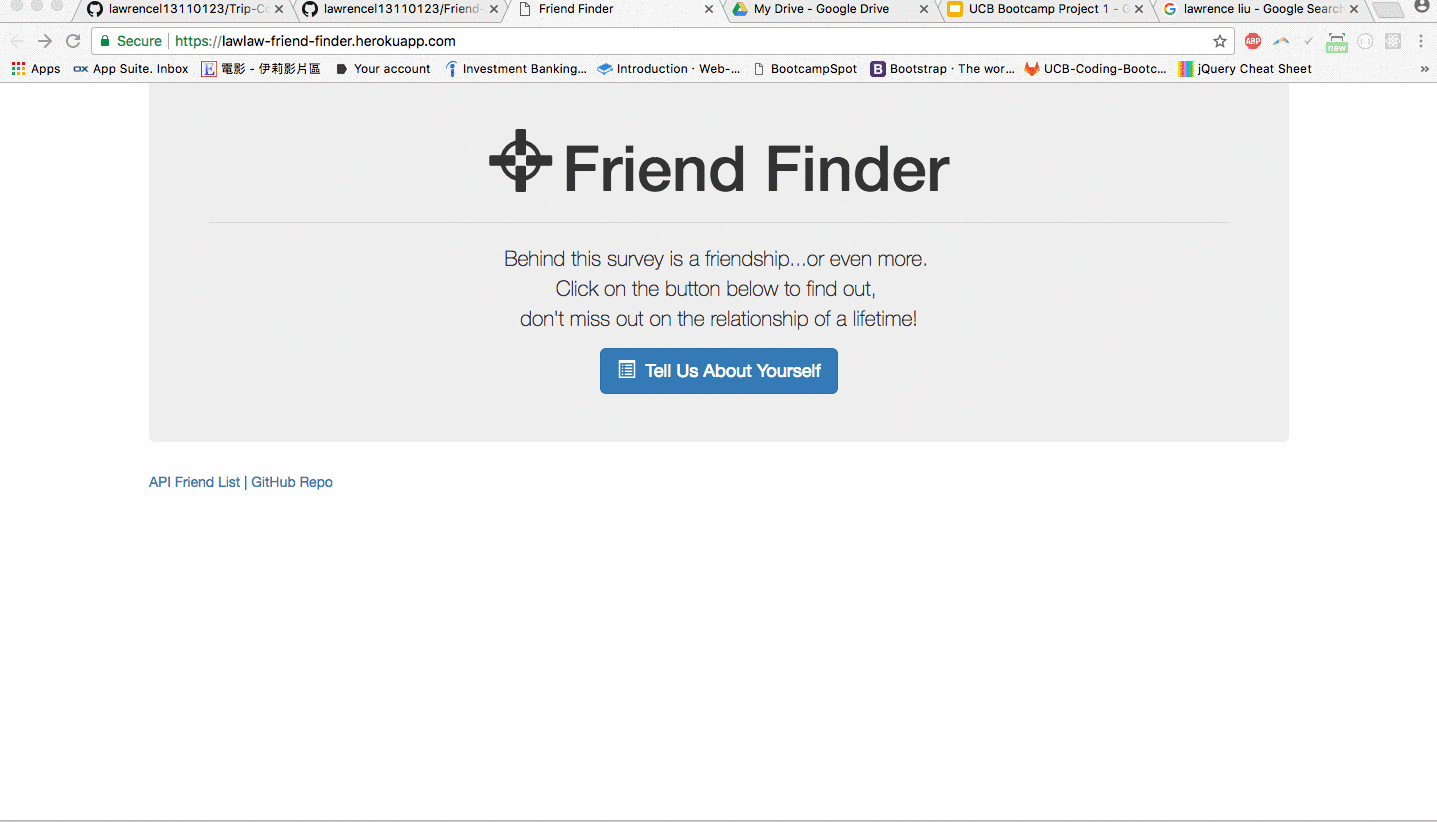 lawrencel13110123/Trip-Co
lawrencel13110123/Friend-
Friend Finder
My Drive - Google Drive
UCB Bootcamp Project 1 - G
lawrence liu - Google Search
Secure
https://lawlaw-friend-finder.herokuapp.com
ABP
new
Apps
OX App Suite. Inbox
E 電影 - 伊莉影片區
Your account
Investment Banking...
Introduction · Web-...
BootcampSpot
B Bootstrap · The wor...
UCB-Coding-Bootc...
jQuery Cheat Sheet
»
Friend Finder
Behind this survey is a friendship...or even more.
Click on the button below to find out,
don't miss out on the relationship of a lifetime!
Tell Us About Yourself
API Friend List | GitHub Repo